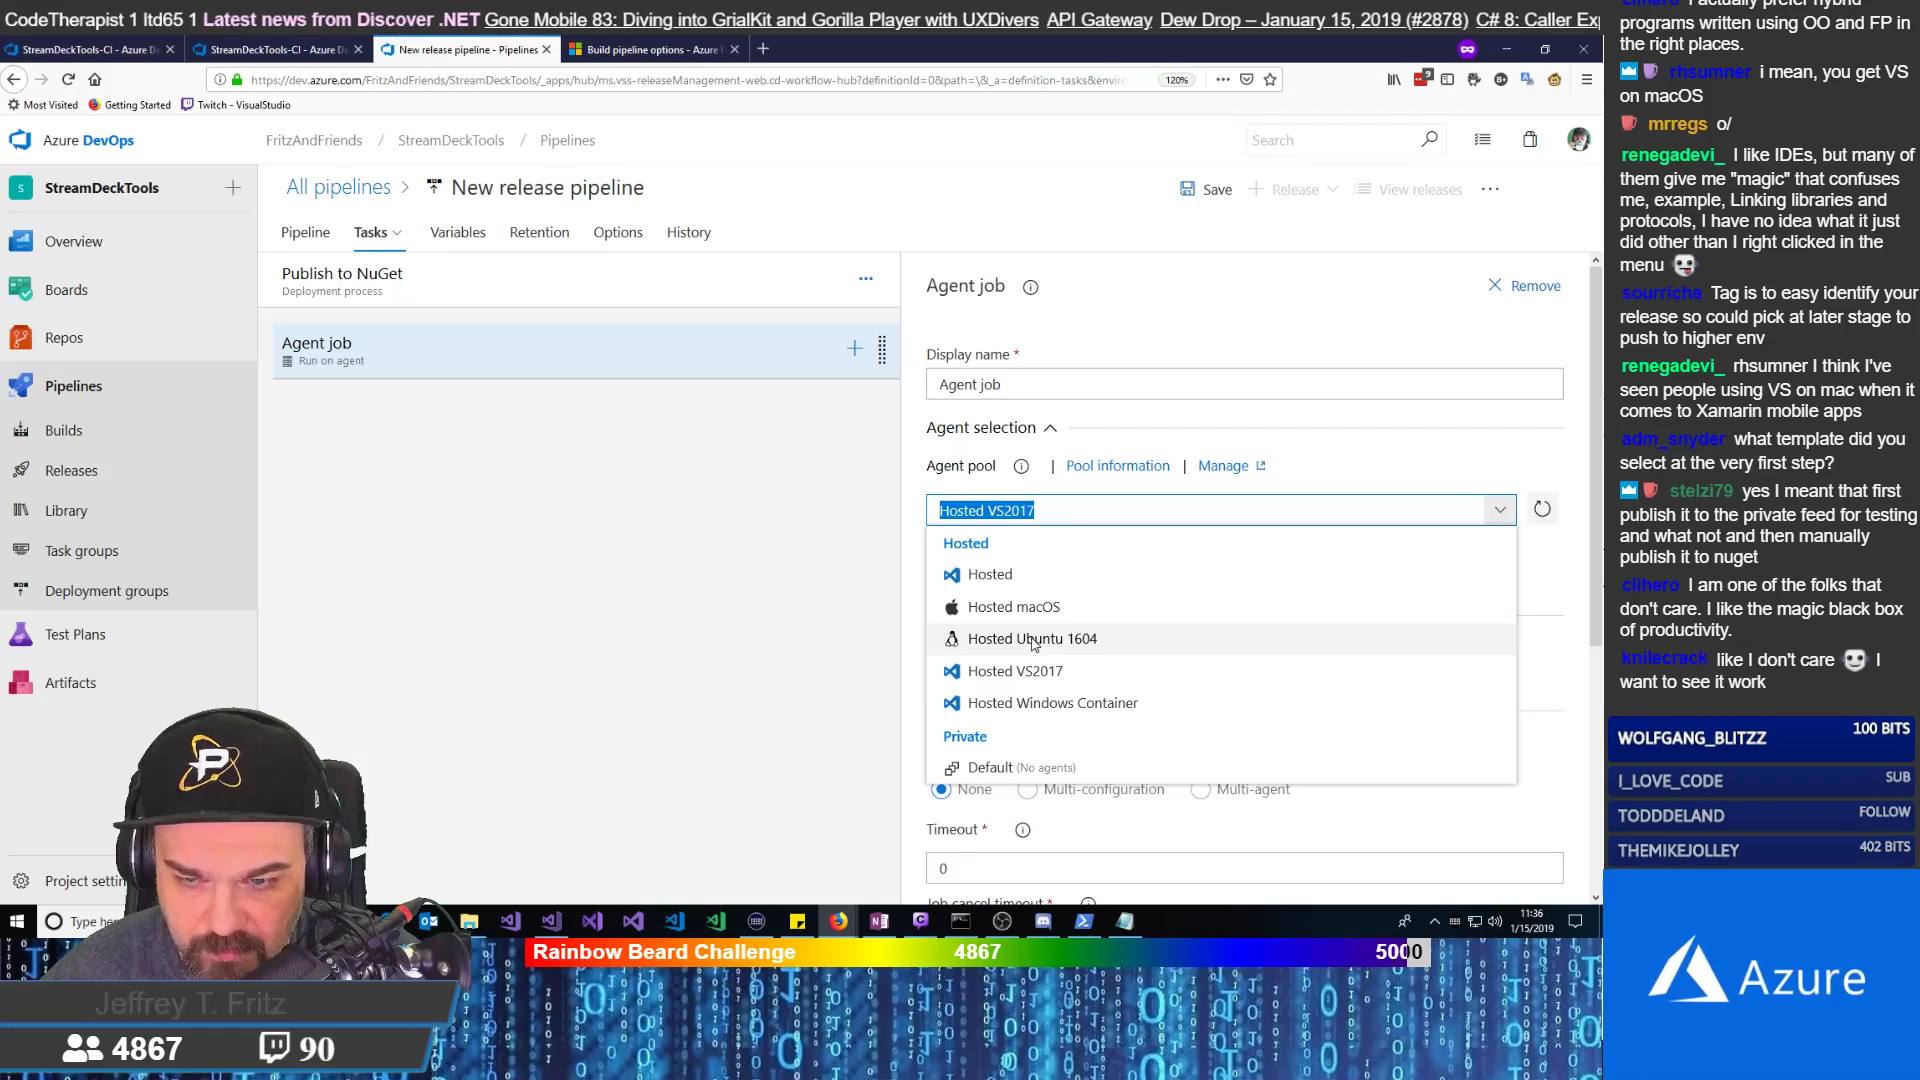 CodeTherapist 1 ltd65 1 Latest news from Discover .NET Gone Mobile 83: Diving into GrialKit and Gorilla Player with UXDivers API Gateway Dew Drop – January 15, 2019 (#2878) C# 8: Caller Exp
StreamDeckTools-CI - Azure De
StreamDeckTools-CI - Azure De
New release pipeline - Pipelines
Build pipeline options - Azure P
https://dev.azure.com/FritzAndFriends/StreamDeckTools/_apps/hub/ms.vss-releaseManagement-web.cd-workflow-hub?definitionId=0&path=\&_a=definition-tasks&enviro
120%
Most Visited
Getting Started
Twitch - VisualStudio
Azure DevOps
FritzAndFriends / StreamDeckTools / Pipelines
Search
S
StreamDeckTools
Overview
Boards
Repos
Pipelines
Builds
Releases
Library
Task groups
Deployment groups
Test Plans
Artifacts
Project settin
All pipelines > New release pipeline
Save
Release
View releases
Pipeline
Tasks
Variables
Retention
Options
History
Publish to NuGet
Deployment process
Agent job
Run on agent
Agent job
Remove
Display name *
Agent job
Agent selection
Agent pool | Pool information | Manage
Hosted VS2017
Hosted
Hosted
Hosted macOS
Hosted Ubuntu 1604
Hosted VS2017
Hosted Windows Container
Private
Default (No agents)
None
Multi-configuration
Multi-agent
Timeout *
0
Job cancel timeout *
Type he
11:36
1/15/2019
Rainbow Beard Challenge
4867
5000
P
Jeffrey T. Fritz
4867
90
clihero I actually prefer hybrid
programs written using OO and FP in
the right places.
rhsumner i mean, you get VS
on macOS
mrregs o/
renegadevi_ I like IDEs, but many of
them give me "magic" that confuses
me, example, Linking libraries and
protocols, I have no idea what it just
did other than I right clicked in the
menu
sourricha Tag is to easy identify your
release so could pick at later stage to
push to higher env
renegadevi_ rhsumner I think I've
seen people using VS on mac when it
comes to Xamarin mobile apps
adm_snyder what template did you
select at the very first step?
stelzi79 yes I meant that first
publish it to the private feed for testing
and what not and then manually
publish it to nuget
clihero I am one of the folks that
don't care. I like the magic black box
of productivity.
knilecrack like I don't care I
want to see it work
WOLFGANG_BLITZZ
100 BITS
I_LOVE_CODE
SUB
TODDDELAND
FOLLOW
THEMIKEJOLLEY
402 BITS
Azure